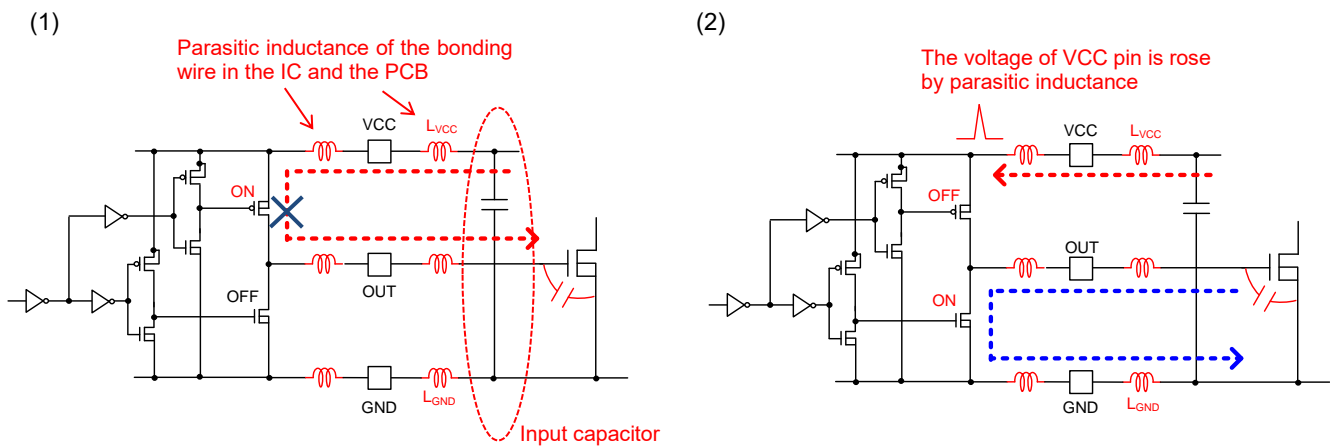 (1)
Parasitic inductance of the bonding
wire in the IC and the PCB
VCC
LVCC
ON
OFF
OUT
GND
LGND
Input capacitor
(2)
The voltage of VCC pin is rose
by parasitic inductance
VCC
LVCC
OFF
ON
OUT
GND
LGND